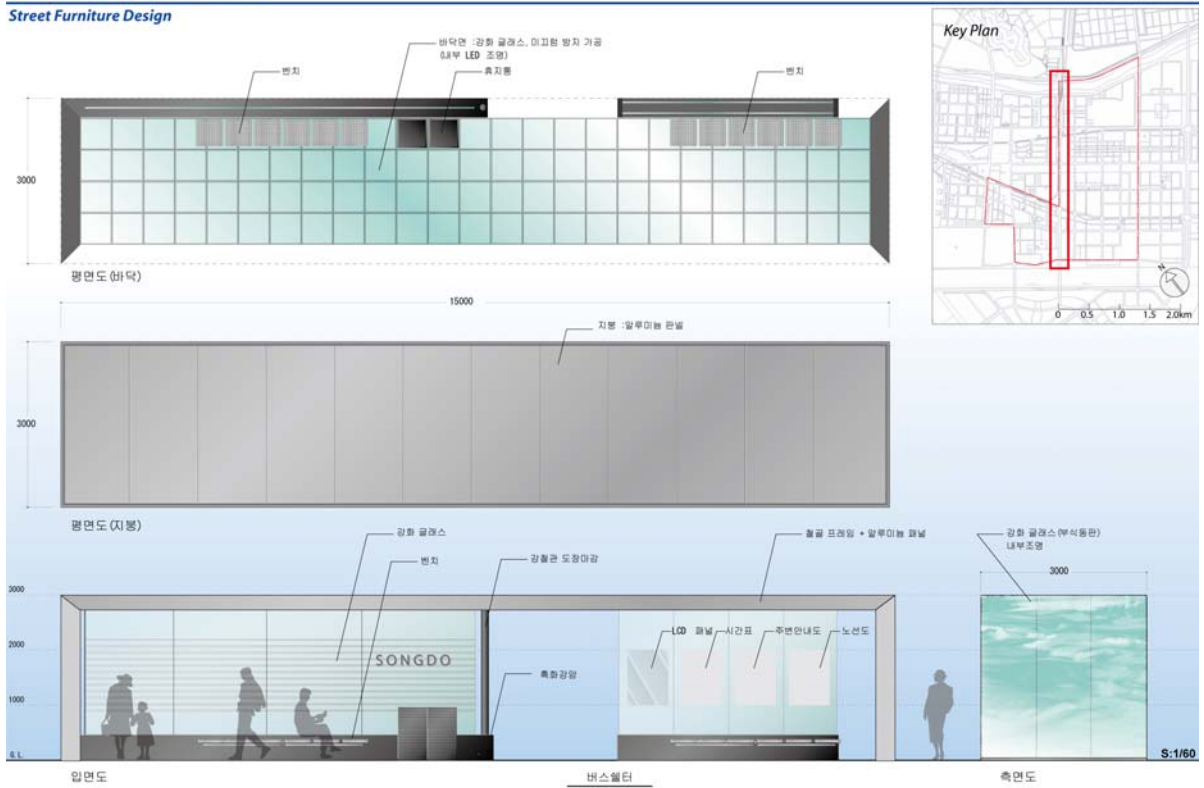 Street Furniture Design
바닥면 :강화 글래스, 미끄럼 방지 가공
(내부 LED 조명)
벤치
휴지통
벤치
3000
평면도(바닥)
Key Plan
N
0 0.5 1.0 1.5 2.0km
15000
지붕 :알루미늄 판넬
3000
평면도(지붕)
강화 글래스
벤치
강철관 도장마감
철골 프레임 + 알루미늄 패널
강화 글래스(부식동판)
내부조명
3000
3000
2000
1000
G.L.
SONGDO
LCD 패널
시간표
주변안내도
노선도
흑화강암
S:1/60
입면도
버스쉘터
측면도